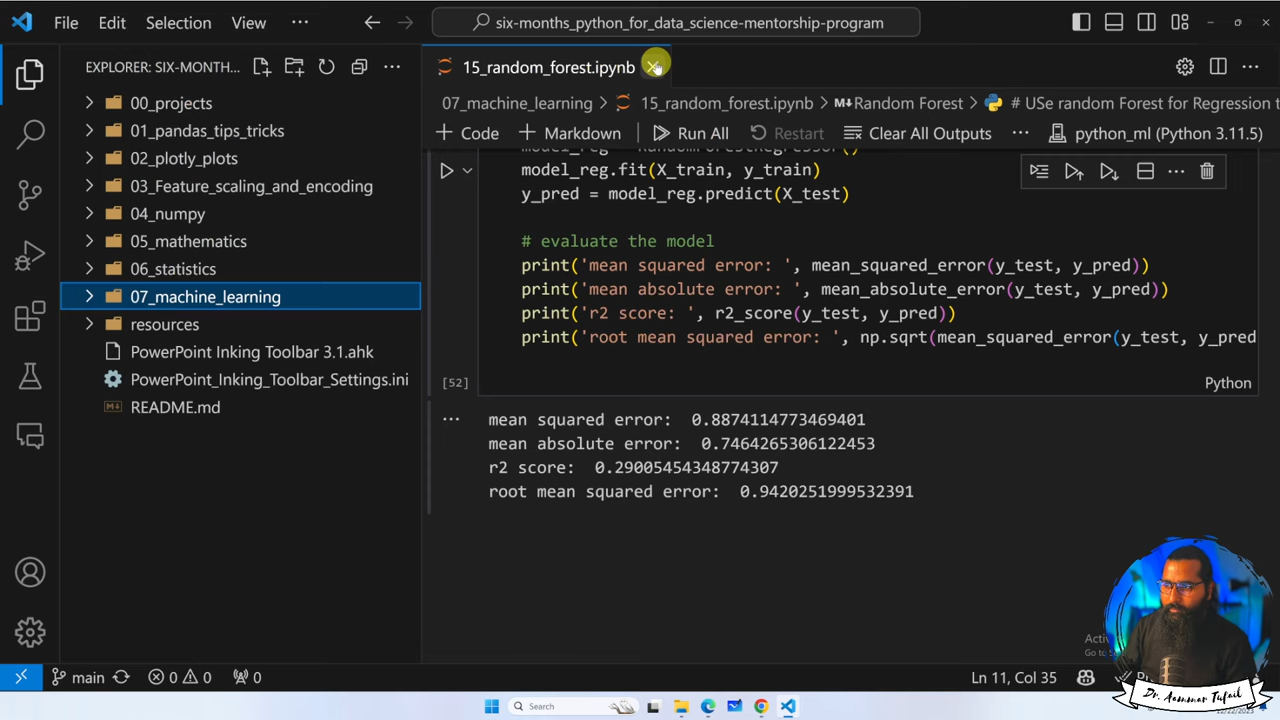 File Edit Selection View ··· six-months_python_for_data_science-mentorship-program
EXPLORER: SIX-MONTH... ···
00_projects
01_pandas_tips_tricks
02_plotly_plots
03_Feature_scaling_and_encoding
04_numpy
05_mathematics
06_statistics
07_machine_learning
resources
PowerPoint Inking Toolbar 3.1.ahk
PowerPoint_Inking_Toolbar_Settings.ini
README.md
15_random_forest.ipynb
07_machine_learning > 15_random_forest.ipynb > M↓Random Forest > # USe random Forest for Regression t
+ Code + Markdown Run All Restart Clear All Outputs ··· python_ml (Python 3.11.5)
model_reg.fit(X_train, y_train)
y_pred = model_reg.predict(X_test)
# evaluate the model
print('mean squared error: ', mean_squared_error(y_test, y_pred))
print('mean absolute error: ', mean_absolute_error(y_test, y_pred))
print('r2 score: ', r2_score(y_test, y_pred))
print('root mean squared error: ', np.sqrt(mean_squared_error(y_test, y_pred
[52] Python
mean squared error: 0.8874114773469401
mean absolute error: 0.7464265306122453
r2 score: 0.29005454348774307
root mean squared error: 0.9420251999532391
Dr. Aammar Tufail
main 0 0 0 Ln 11, Col 35
Search